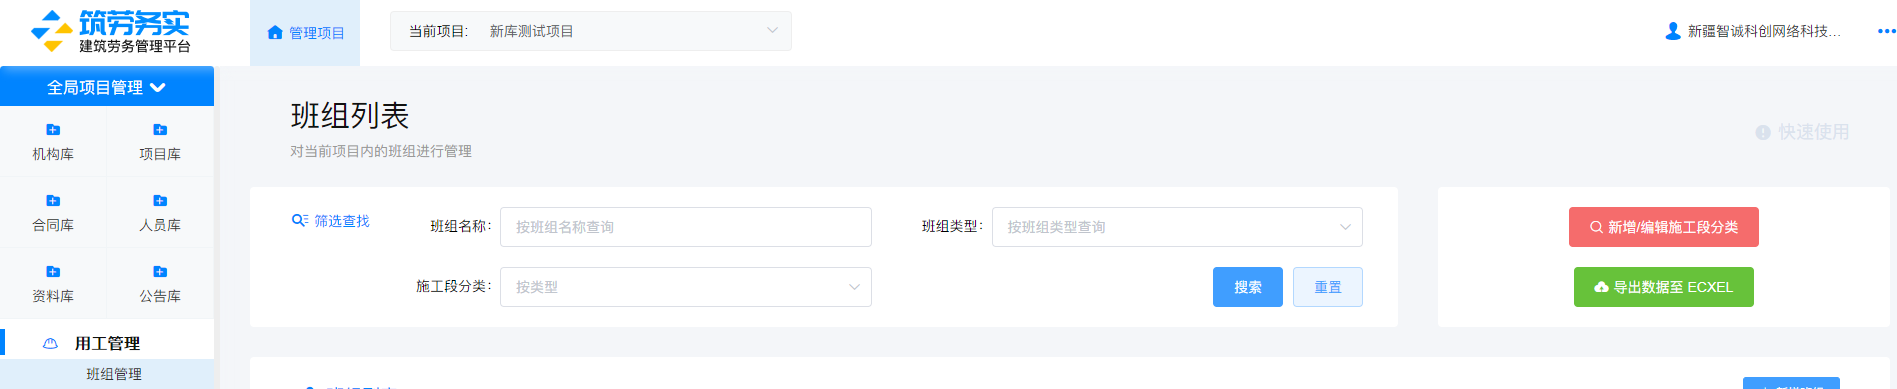 筑劳务实
建筑劳务管理平台
管理项目
当前项目: 新库测试项目
新疆智诚科创网络科技...
全局项目管理
机构库 项目库
合同库 人员库
资料库 公告库
用工管理
班组管理
班组列表
对当前项目内的班组进行管理
快速使用
筛选查找
班组名称: 按班组名称查询
班组类型: 按班组类型查询
施工段分类: 按类型
搜索 重置
新增/编辑施工段分类
导出数据至 ECXEL